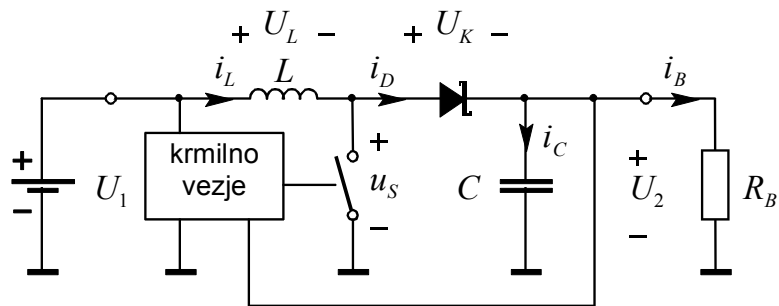 + U_L −
+ U_K −
i_L
L
i_D
i_B
krmilno
vezje
+
−
U_1
+
u_S
−
C
i_C
+
U_2
−
R_B